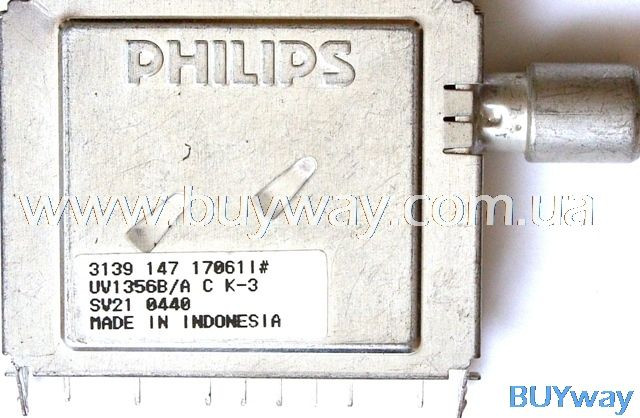 PHILIPS
www.buyway.com.ua
3139 147 17061I#
UV1356B/A C K-3
SV21 0440
MADE IN INDONESIA
BUYway